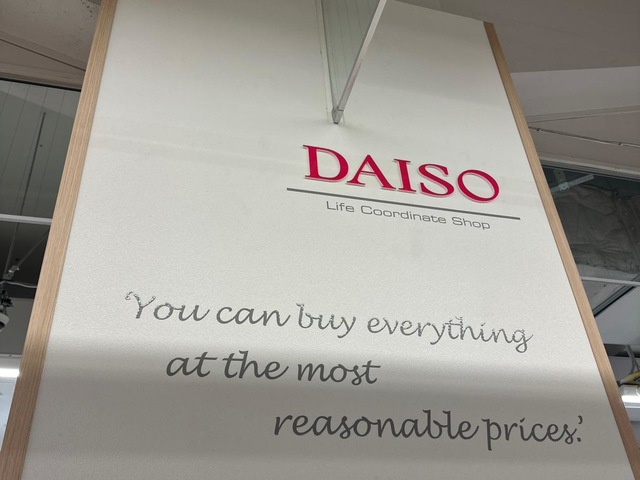 DAISO
Life Coordinate Shop
'You can buy everything
at the most
reasonable prices.'